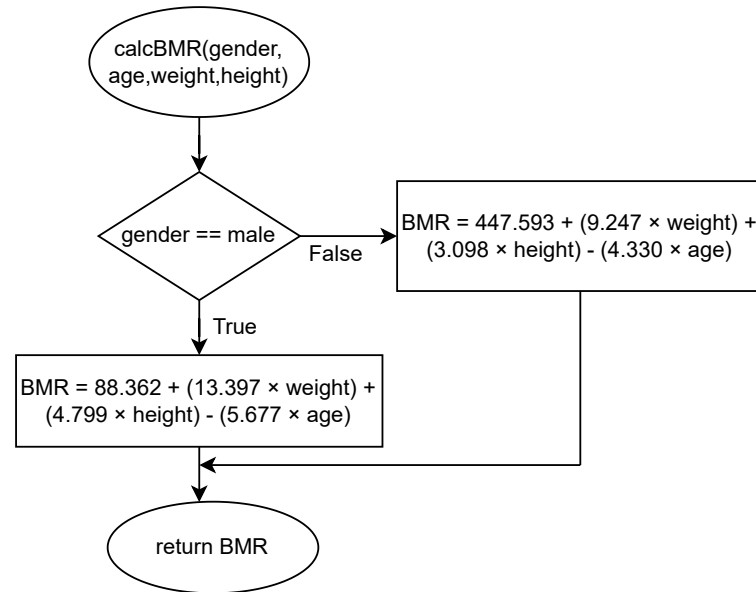 calcBMR(gender,
age,weight,height)
gender == male
False
BMR = 447.593 + (9.247 × weight) +
(3.098 × height) - (4.330 × age)
True
BMR = 88.362 + (13.397 × weight) +
(4.799 × height) - (5.677 × age)
return BMR